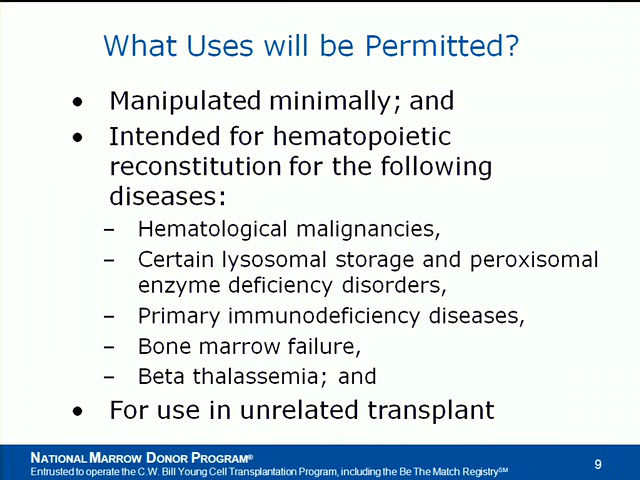 What Uses will be Permitted?
• Manipulated minimally; and
• Intended for hematopoietic
reconstitution for the following
diseases:
– Hematological malignancies,
– Certain lysosomal storage and peroxisomal
enzyme deficiency disorders,
– Primary immunodeficiency diseases,
– Bone marrow failure,
– Beta thalassemia; and
• For use in unrelated transplant
NATIONAL MARROW DONOR PROGRAM®
Entrusted to operate the C.W. Bill Young Cell Transplantation Program, including the Be The Match Registry℠
9